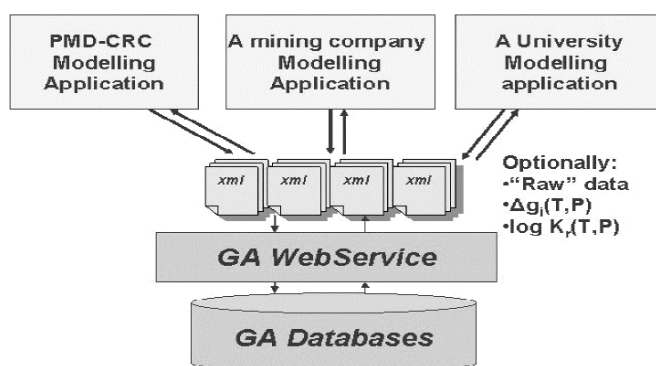 PMD-CRC
Modelling
Application
A mining company
Modelling
Application
A University
Modelling
application
xml
xml
xml
xml
Optionally:
•“Raw” data
•Δgi(T,P)
•log Kr(T,P)
GA WebService
GA Databases